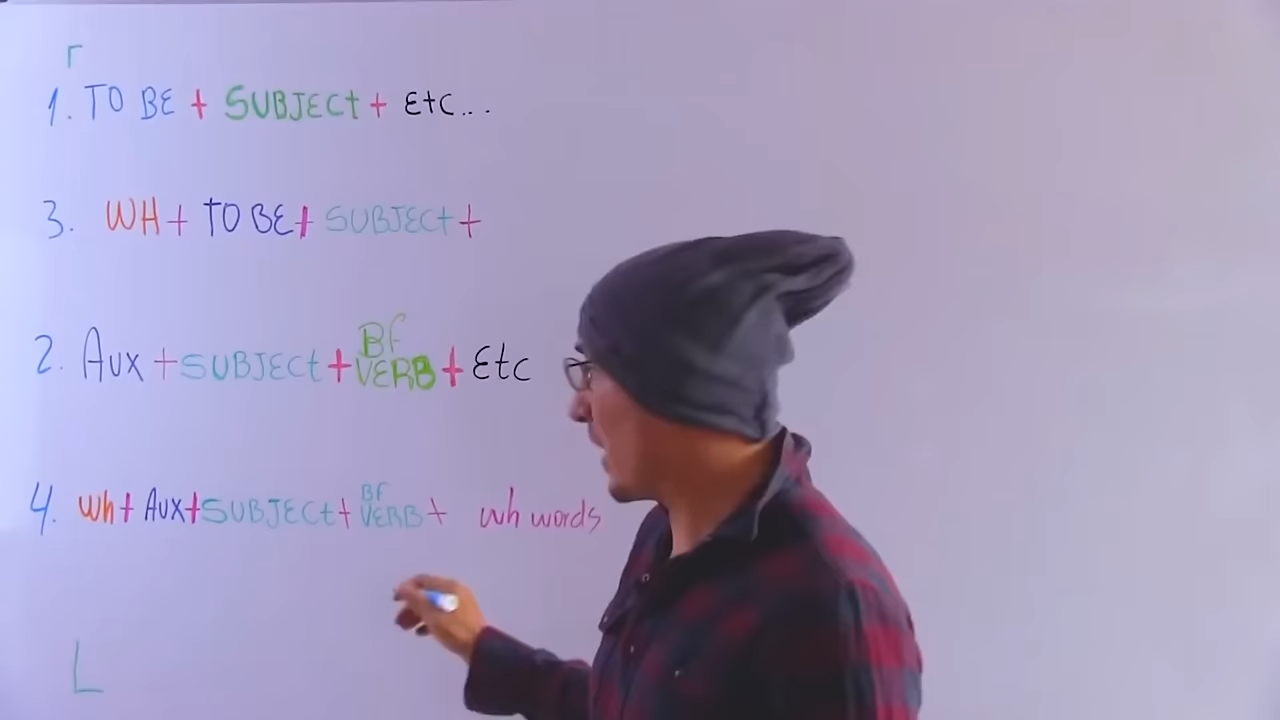 1. TO BE + SUBJECT + Etc...
3. WH + TO BE + SUBJECT +
2. AUX + SUBJECT + BF VERB + Etc
4. Wh + AUX + SUBJECT + BF VERB + wh words